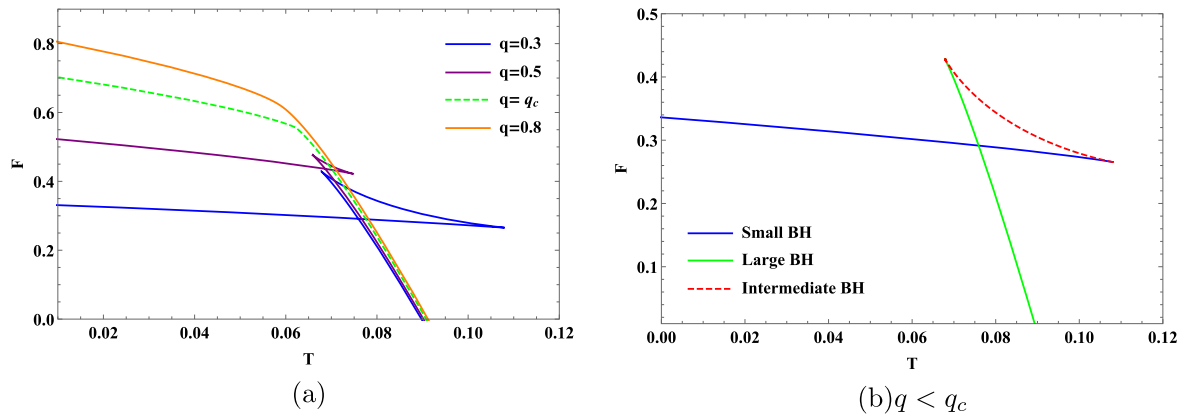 0.8
0.6
0.4
0.2
0.0
F
0.02 0.04 0.06 0.08 0.10 0.12
T
q=0.3
q=0.5
q= q_c
q=0.8
(a)
0.5
0.4
0.3
0.2
0.1
F
0.00 0.02 0.04 0.06 0.08 0.10 0.12
T
Small BH
Large BH
Intermediate BH
(b)q < q_c